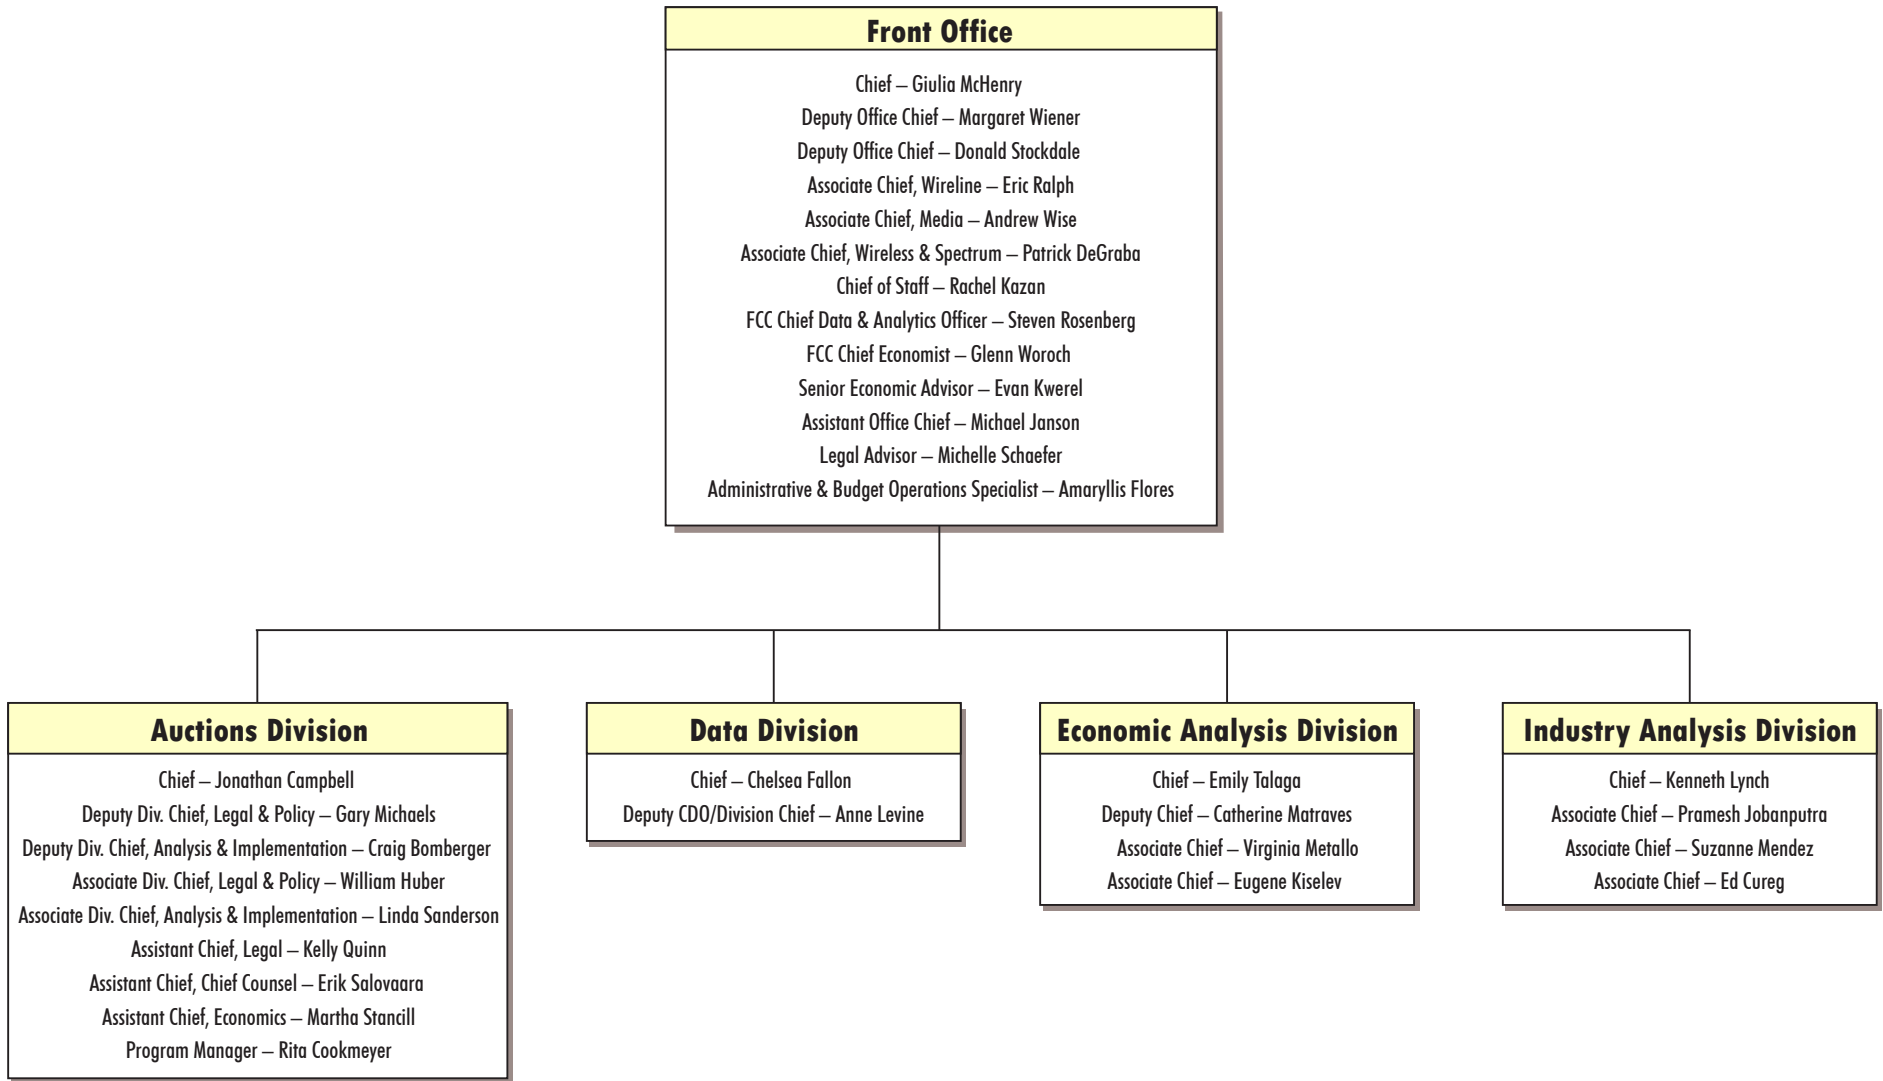 Front Office
Chief – Giulia McHenry
Deputy Office Chief – Margaret Wiener
Deputy Office Chief – Donald Stockdale
Associate Chief, Wireline – Eric Ralph
Associate Chief, Media – Andrew Wise
Associate Chief, Wireless & Spectrum – Patrick DeGraba
Chief of Staff – Rachel Kazan
FCC Chief Data & Analytics Officer – Steven Rosenberg
FCC Chief Economist – Glenn Woroch
Senior Economic Advisor – Evan Kwerel
Assistant Office Chief – Michael Janson
Legal Advisor – Michelle Schaefer
Administrative & Budget Operations Specialist – Amaryllis Flores
Auctions Division
Chief – Jonathan Campbell
Deputy Div. Chief, Legal & Policy – Gary Michaels
Deputy Div. Chief, Analysis & Implementation – Craig Bomberger
Associate Div. Chief, Legal & Policy – William Huber
Associate Div. Chief, Analysis & Implementation – Linda Sanderson
Assistant Chief, Legal – Kelly Quinn
Assistant Chief, Chief Counsel – Erik Salovaara
Assistant Chief, Economics – Martha Stancill
Program Manager – Rita Cookmeyer
Data Division
Chief – Chelsea Fallon
Deputy CDO/Division Chief – Anne Levine
Economic Analysis Division
Chief – Emily Talaga
Deputy Chief – Catherine Matraves
Associate Chief – Virginia Metallo
Associate Chief – Eugene Kiselev
Industry Analysis Division
Chief – Kenneth Lynch
Associate Chief – Pramesh Jobanputra
Associate Chief – Suzanne Mendez
Associate Chief – Ed Cureg